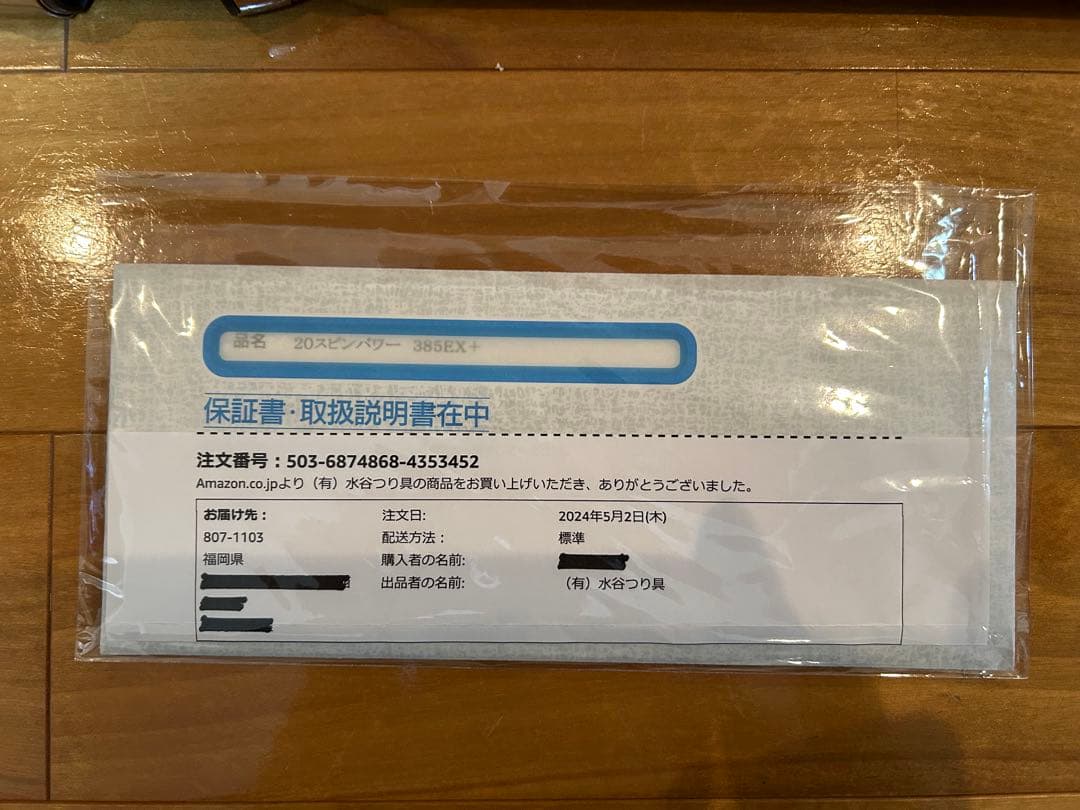 品名 20スピンパワー 385EX+
保証書・取扱説明書在中
注文番号：503-6874868-4353452
Amazon.co.jpより（有）水谷つり具の商品をお買い上げいただき、ありがとうございました。
お届け先： 注文日: 2024年5月2日(木)
807-1103 配送方法： 標準
福岡県 購入者の名前:
出品者の名前: （有）水谷つり具